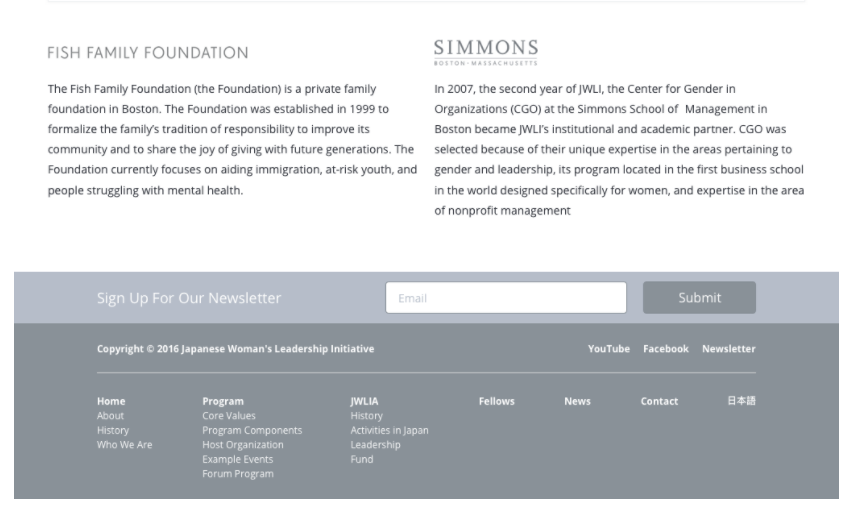 FISH FAMILY FOUNDATION
The Fish Family Foundation (the Foundation) is a private family
foundation in Boston. The Foundation was established in 1999 to
formalize the family's tradition of responsibility to improve its
community and to share the joy of giving with future generations. The
Foundation currently focuses on aiding immigration, at-risk youth, and
people struggling with mental health.
SIMMONS
BOSTON · MASSACHUSETTS
In 2007, the second year of JWLI, the Center for Gender in
Organizations (CGO) at the Simmons School of Management in
Boston became JWLI's institutional and academic partner. CGO was
selected because of their unique expertise in the areas pertaining to
gender and leadership, its program located in the first business school
in the world designed specifically for women, and expertise in the area
of nonprofit management
Sign Up For Our Newsletter
Email
Submit
Copyright © 2016 Japanese Woman's Leadership Initiative
YouTube Facebook Newsletter
Home
About
History
Who We Are
Program
Core Values
Program Components
Host Organization
Example Events
Forum Program
JWLIA
History
Activities in Japan
Leadership
Fund
Fellows
News
Contact
日本語